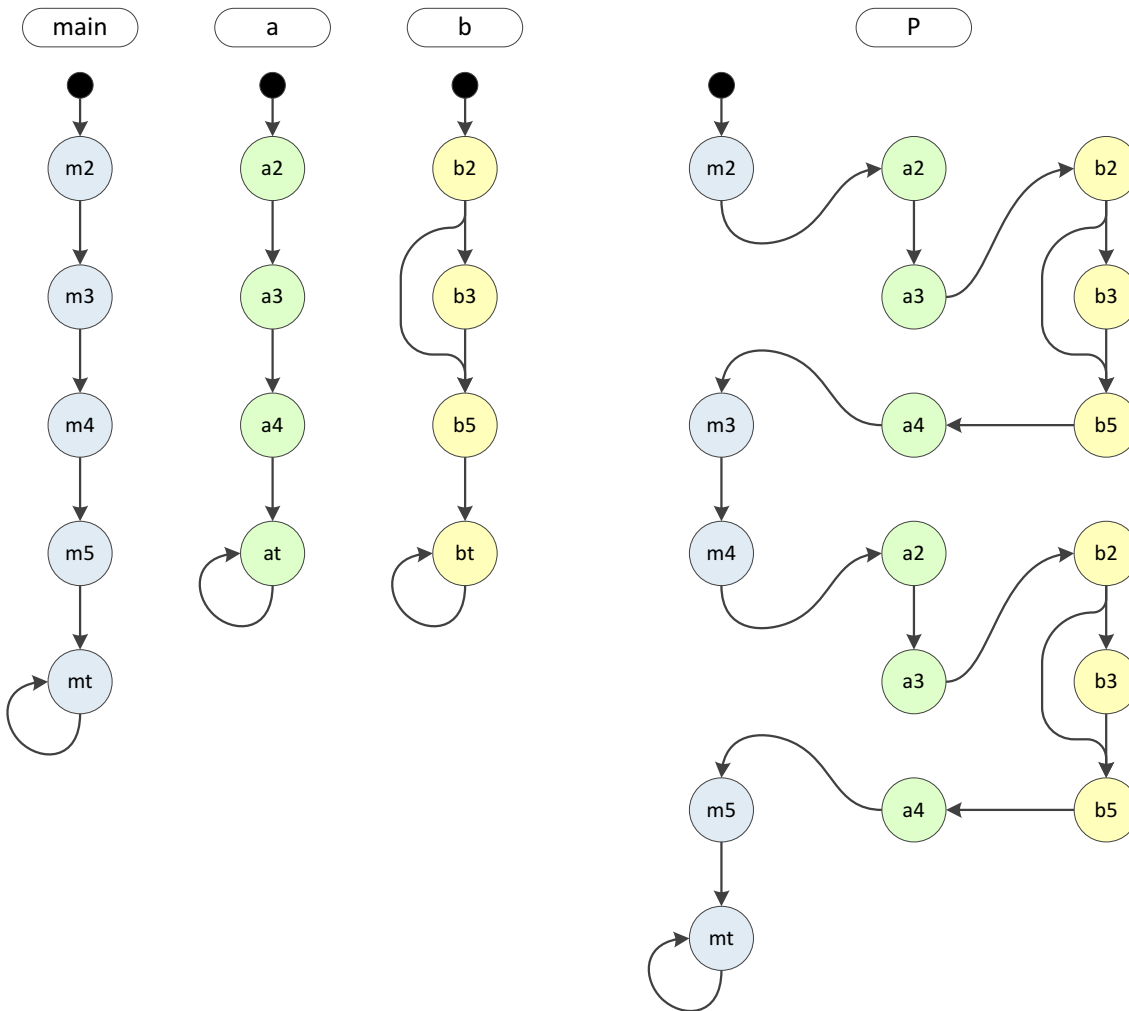 main a b P
m2 a2 b2 m2 a2 b2
m3 a3 b3 a3 b3
m4 a4 b5 m3 a4 b5
m5 at bt m4 a2 b2
mt a3 b3
m5 a4 b5
mt